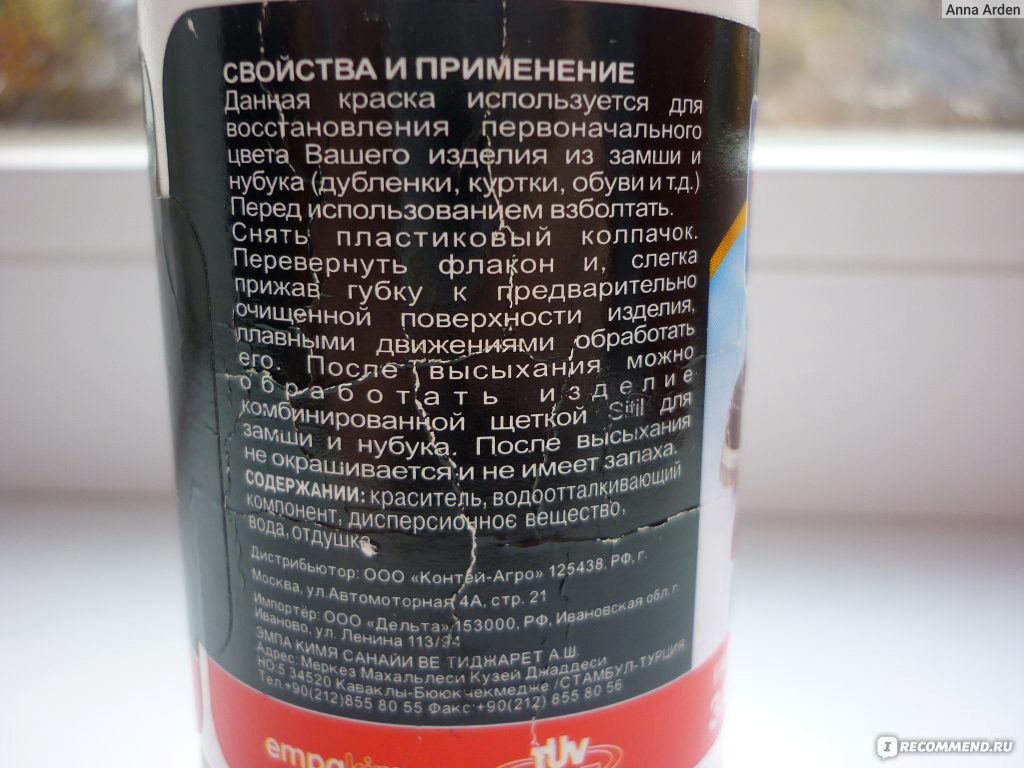 Anna Arden
СВОЙСТВА И ПРИМЕНЕНИЕ
Данная краска используется для
восстановления первоначального
цвета Вашего изделия из замши и
нубука (дубленки, куртки, обуви и т.д.)
Перед использованием взболтать.
Снять пластиковый колпачок.
Перевернуть флакон и, слегка
прижав губку к предварительно
очищенной поверхности изделия,
плавными движениями обработать
его. После высыхания можно
обработать изделие
комбинированной щеткой Sitil для
замши и нубука. После высыхания
не окрашивается и не имеет запаха.
СОДЕРЖАНИИ: краситель, водоотталкивающий
компонент, дисперсионное вещество,
вода, отдушка.
Дистрибьютор: ООО «Контей-Агро» 125438, РФ, г.
Москва, ул.Автомоторная 4А, стр. 21
Импортёр: ООО «Дельта» 153000, РФ, Ивановская обл. г.
Иваново, ул. Ленина 113/94
ЭМПА КИМЯ САНАЙИ ВЕ ТИДЖАРЕТ А.Ш.
Адрес: Меркез Махальлеси Кузей Джаддеси
НО:5 34520 Каваклы-Бююкчекмедже /СТАМБУЛ-ТУРЦИЯ
Тел.+90(212)855 80 55 Факс:+90(212) 855 80 56
TÜV
IRECOMMEND.RU